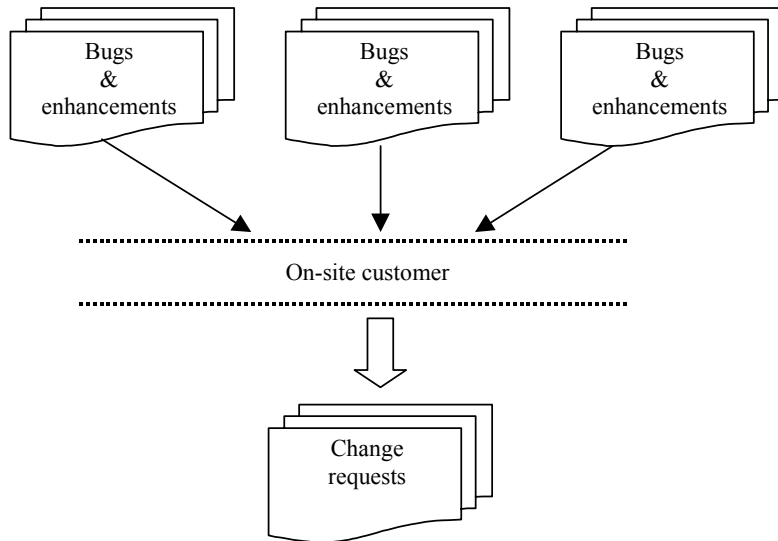 Bugs
&
enhancements
Bugs
&
enhancements
Bugs
&
enhancements
On-site customer
Change
requests